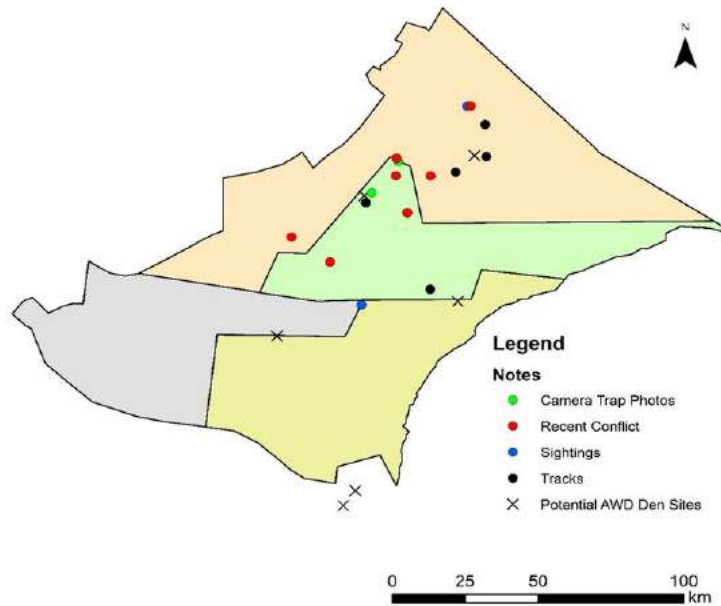 N
Legend
Notes
Camera Trap Photos
Recent Conflict
Sightings
Tracks
Potential AWD Den Sites
0 25 50 100
km